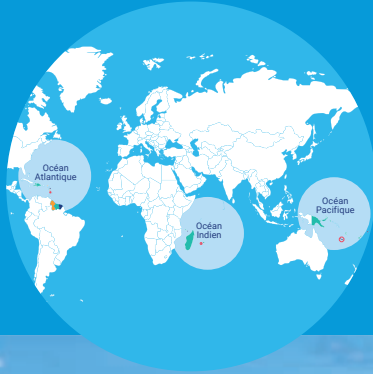 Océan
Atlantique
Océan
Indien
Océan
Pacifique